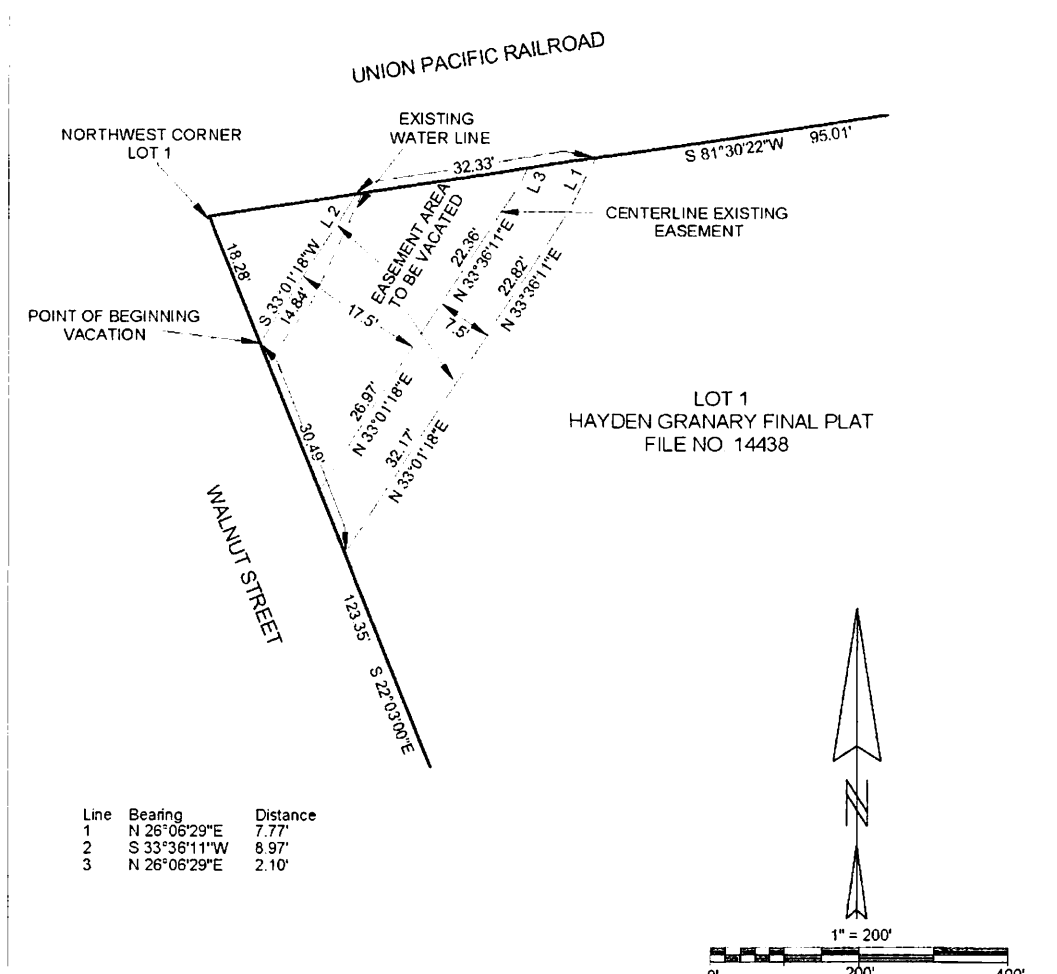 UNION PACIFIC RAILROAD
NORTHWEST CORNER
LOT 1
EXISTING
WATER LINE
32.33'
S 81°30'22"W 95.01'
L 2
L 3
L 1
CENTERLINE EXISTING
EASEMENT
EASEMENT AREA
TO BE VACATED
18.28'
S 33°01'18"W
14.84'
22.36'
N 33°36'11"E
22.82'
N 33°36'11"E
17.5'
7.5'
POINT OF BEGINNING
VACATION
26.97'
N 33°01'18"E
32.17'
N 33°01'18"E
30.49'
LOT 1
HAYDEN GRANARY FINAL PLAT
FILE NO 14438
WALNUT STREET
123.35' S 22°03'00"E
N
Line Bearing Distance
1 N 26°06'29"E 7.77'
2 S 33°36'11"W 8.97'
3 N 26°06'29"E 2.10'
1" = 200'
0' 200' 400'